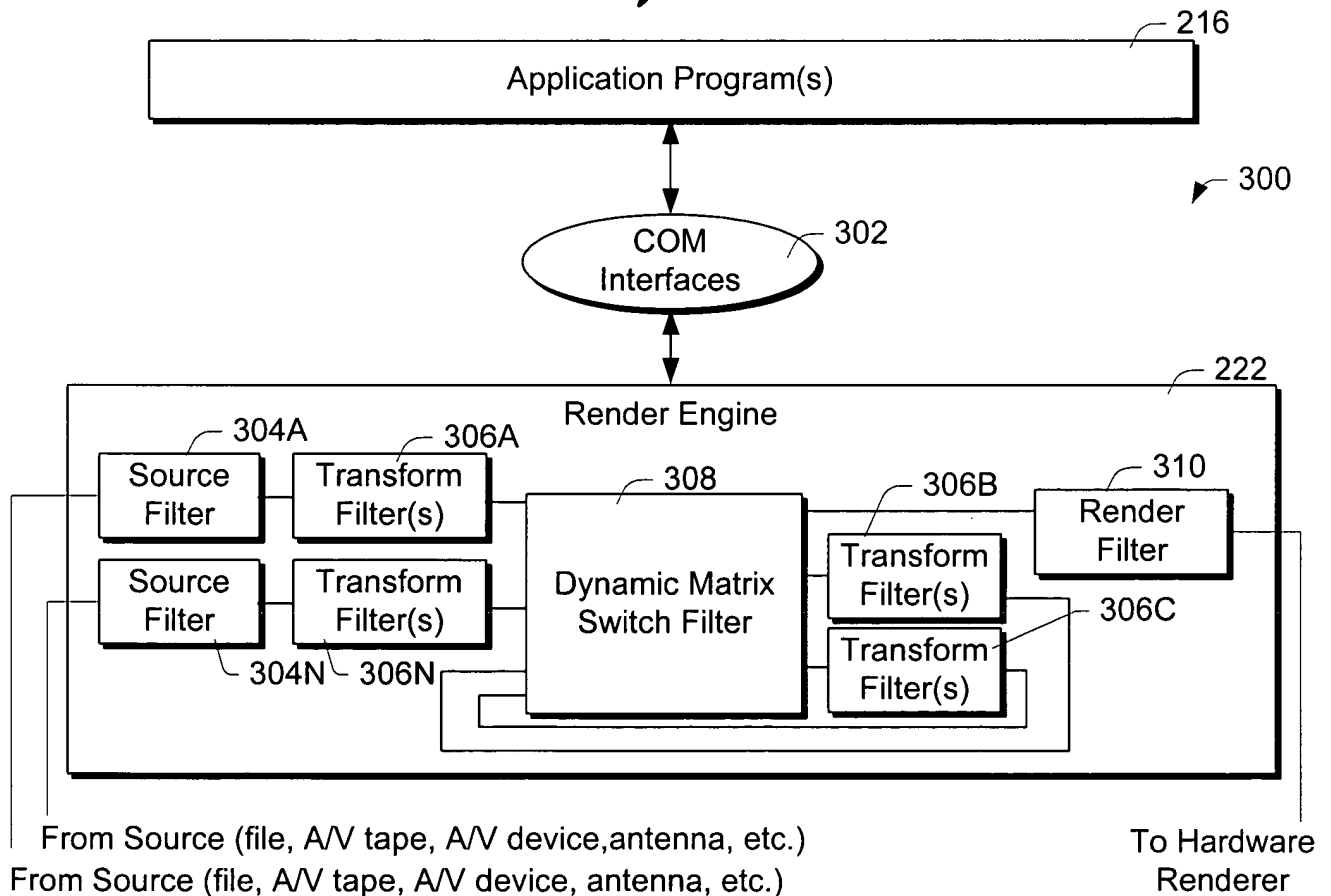 216
Application Program(s)
300
COM
Interfaces
302
222
Render Engine
304A
306A
Source
Filter
Transform
Filter(s)
308
306B
310
Render
Filter
Source
Filter
Transform
Filter(s)
Dynamic Matrix
Switch Filter
Transform
Filter(s)
306C
304N
306N
Transform
Filter(s)
From Source (file, A/V tape, A/V device,antenna, etc.)
From Source (file, A/V tape, A/V device, antenna, etc.)
To Hardware
Renderer